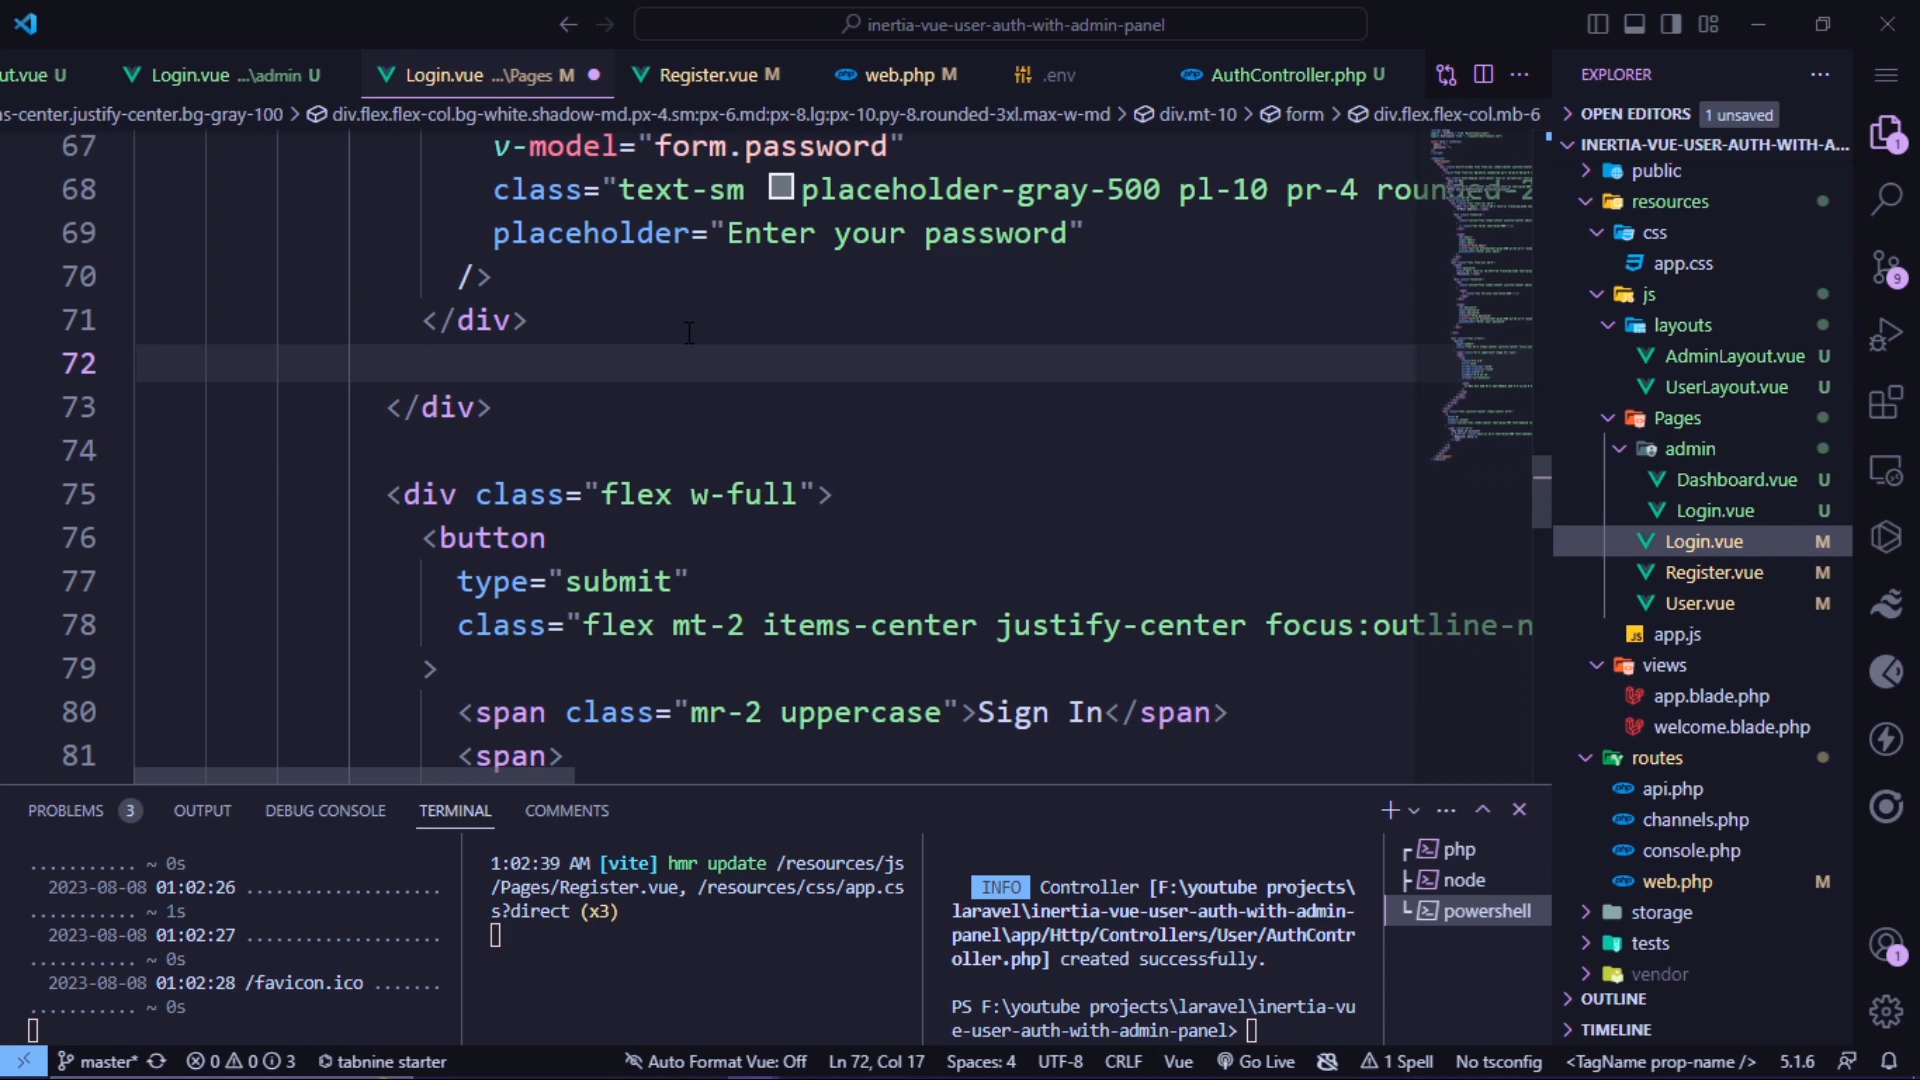 inertia-vue-user-auth-with-admin-panel
ut.vue U
Login.vue ...\admin U
Login.vue ...\Pages M
Register.vue M
web.php M
.env
AuthController.php U
s-center.justify-center.bg-gray-100 > div.flex.flex-col.bg-white.shadow-md.px-4.sm:px-6.md:px-8.lg:px-10.py-8.rounded-3xl.max-w-md > div.mt-10 > form > div.flex.flex-col.mb-6
67 v-model="form.password"
68 class="text-sm placeholder-gray-500 pl-10 pr-4 rounded-2
69 placeholder="Enter your password"
70 />
71 </div>
72
73 </div>
74
75 <div class="flex w-full">
76 <button
77 type="submit"
78 class="flex mt-2 items-center justify-center focus:outline-n
79 >
80 <span class="mr-2 uppercase">Sign In</span>
81 <span>
EXPLORER
OPEN EDITORS 1 unsaved
INERTIA-VUE-USER-AUTH-WITH-A...
public
resources
css
app.css
js
layouts
AdminLayout.vue U
UserLayout.vue U
Pages
admin
Dashboard.vue U
Login.vue U
Login.vue M
Register.vue M
User.vue M
JS app.js
views
app.blade.php
welcome.blade.php
routes
api.php
channels.php
console.php
web.php M
storage
tests
vendor
OUTLINE
TIMELINE
1
9
1
PROBLEMS 3 OUTPUT DEBUG CONSOLE TERMINAL COMMENTS
........... ~ 0s
2023-08-08 01:02:26 ....................
........... ~ 1s
2023-08-08 01:02:27 ....................
........... ~ 0s
2023-08-08 01:02:28 /favicon.ico .......
........... ~ 0s
1:02:39 AM [vite] hmr update /resources/js
/Pages/Register.vue, /resources/css/app.cs
s?direct (x3)
INFO Controller [F:\youtube projects\
laravel\inertia-vue-user-auth-with-admin-
panel\app/Http/Controllers/User/AuthContr
oller.php] created successfully.
PS F:\youtube projects\laravel\inertia-vu
e-user-auth-with-admin-panel>
php
node
powershell
master* 0 0 3 tabnine starter Auto Format Vue: Off Ln 72, Col 17 Spaces: 4 UTF-8 CRLF Vue Go Live 1 Spell No tsconfig <TagName prop-name /> 5.1.6